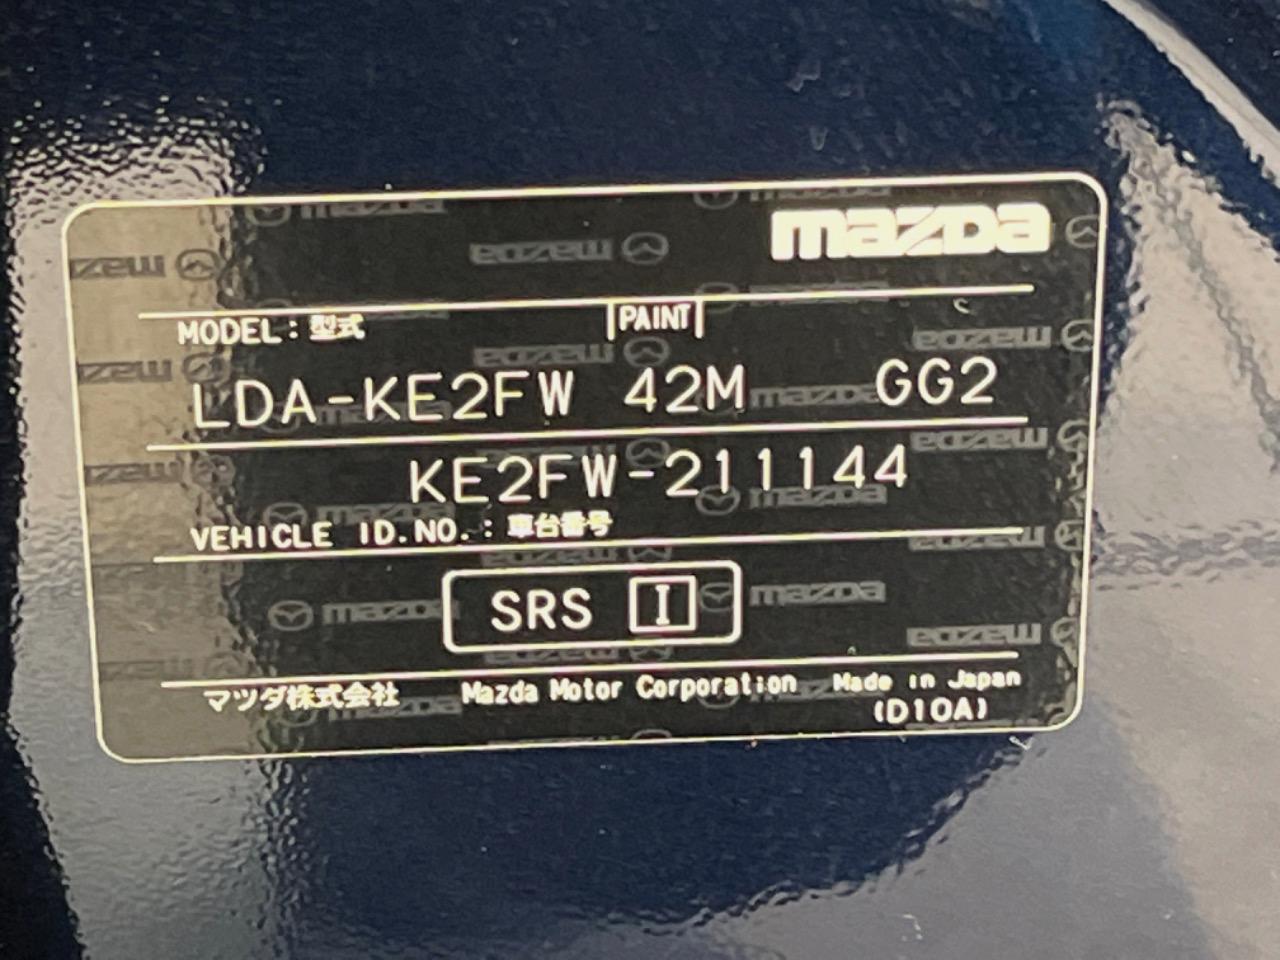 mazda
MODEL : 型式 PAINT
LDA-KE2FW 42M GG2
KE2FW-211144
VEHICLE ID.NO. : 車台番号
SRS I
マツダ株式会社 Mazda Motor Corporation Made in Japan
(D10A)